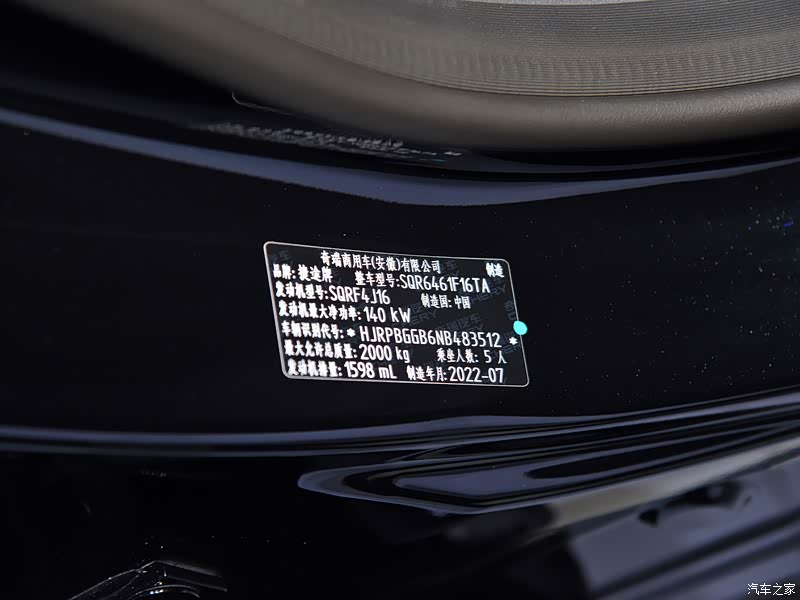 奇瑞商用车(安徽)有限公司 制造
品牌: 捷途牌 整车型号: SQR6461F16TA
发动机型号: SQRF4J16 制造国: 中国
发动机最大净功率: 140 kW
车辆识别代号: * HJRPBGGB6NB483512 *
最大允许总质量: 2000 kg 乘坐人数: 5 人
发动机排量: 1598 mL 制造年月: 2022-07
汽车之家